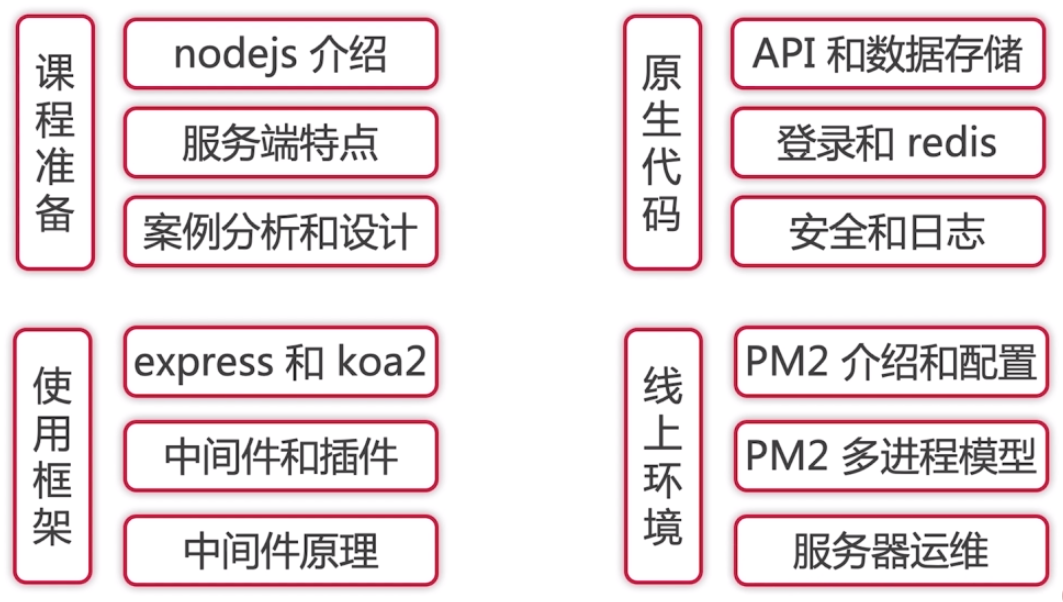 课程准备
nodejs 介绍
服务端特点
案例分析和设计
原生代码
API 和数据存储
登录和 redis
安全和日志
使用框架
express 和 koa2
中间件和插件
中间件原理
线上环境
PM2 介绍和配置
PM2 多进程模型
服务器运维